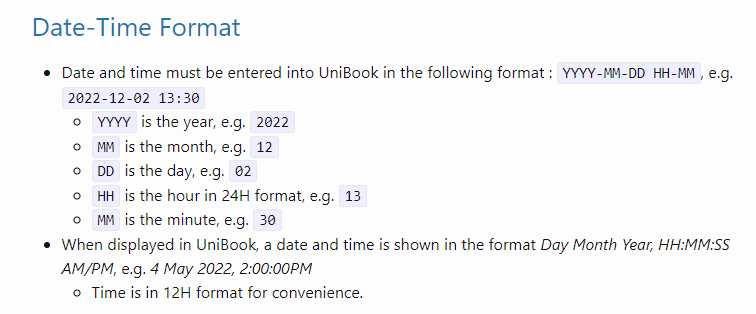 Date-Time Format
Date and time must be entered into UniBook in the following format : YYYY-MM-DD HH-MM, e.g.
2022-12-02 13:30
YYYY is the year, e.g. 2022
MM is the month, e.g. 12
DD is the day, e.g. 02
HH is the hour in 24H format, e.g. 13
MM is the minute, e.g. 30
When displayed in UniBook, a date and time is shown in the format Day Month Year, HH:MM:SS
AM/PM, e.g. 4 May 2022, 2:00:00PM
Time is in 12H format for convenience.